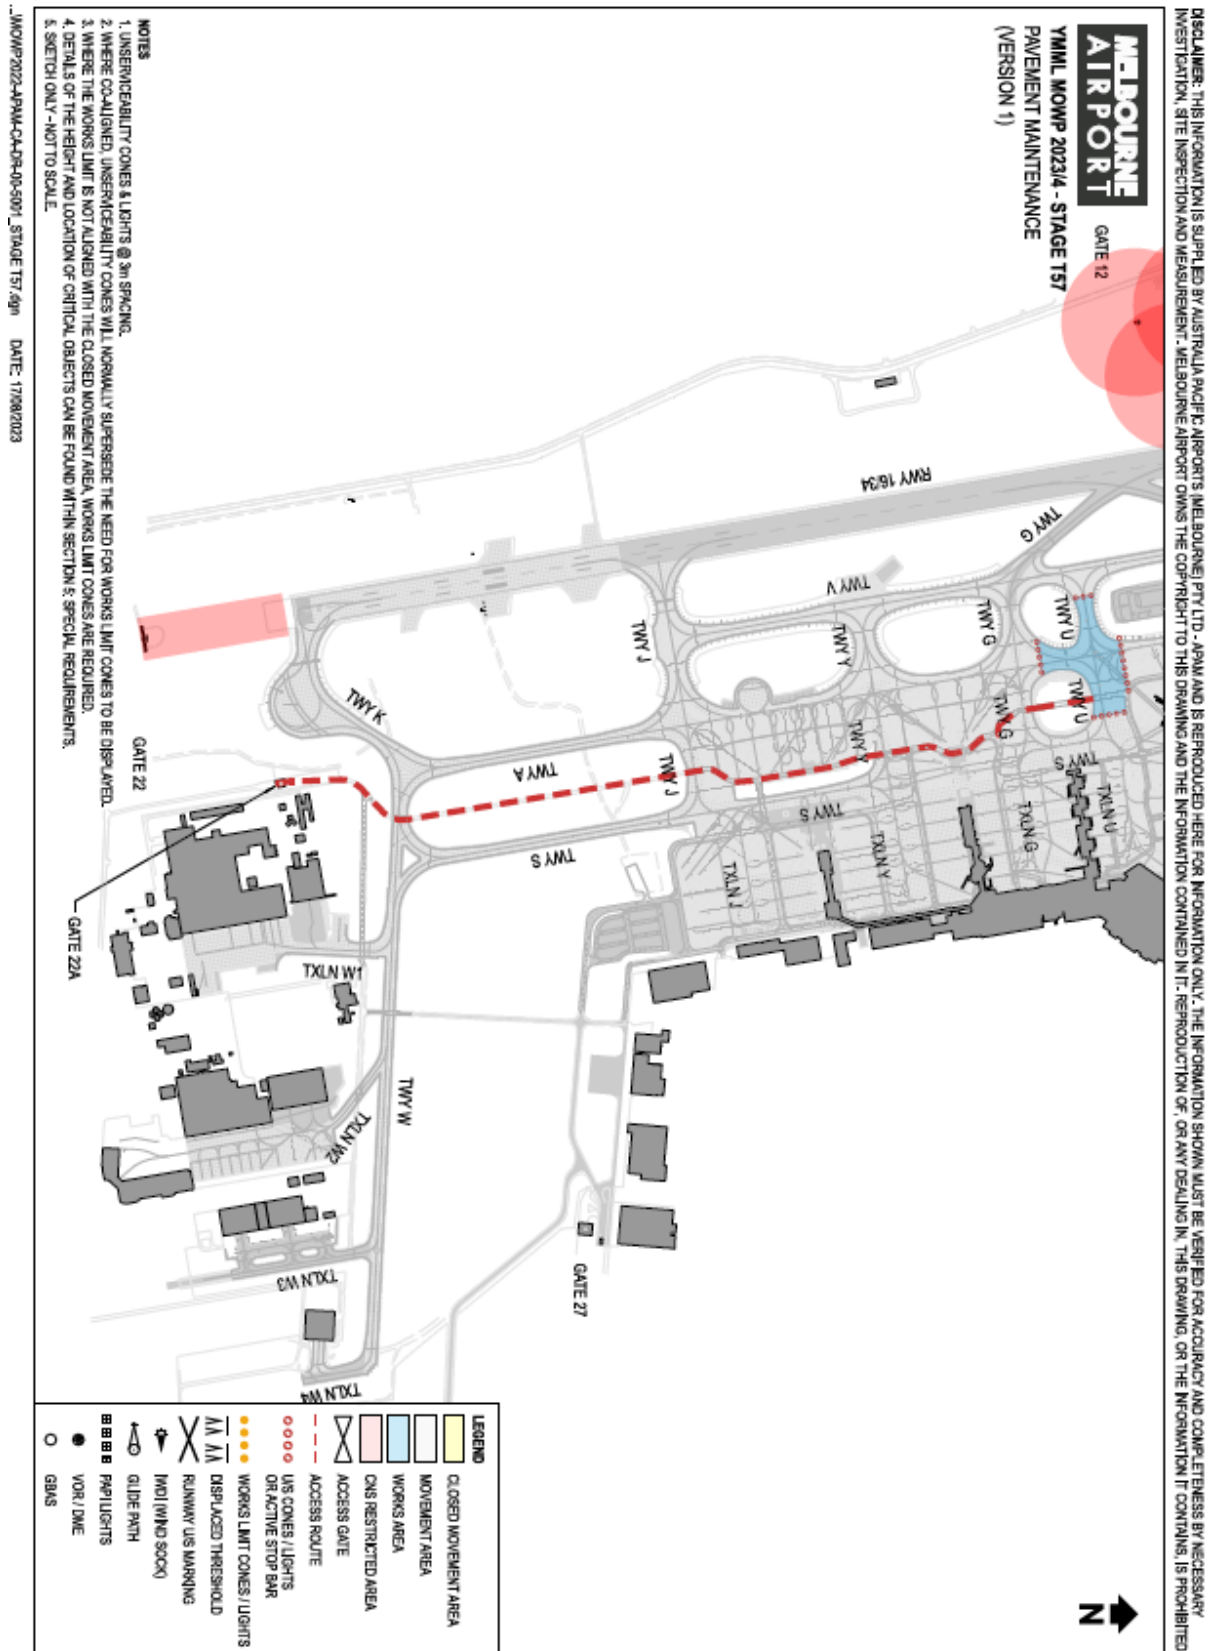 DISCLAIMER: THIS INFORMATION IS SUPPLIED BY AUSTRALIA PACIFIC AIRPORTS (MELBOURNE) PTY LTD - APAM AND IS REPRODUCED HERE FOR INFORMATION ONLY. THE INFORMATION SHOWN MUST BE VERIFIED FOR ACCURACY AND COMPLETENESS BY NECESSARY
INVESTIGATION, SITE INSPECTION AND MEASUREMENT. MELBOURNE AIRPORT OWNS THE COPYRIGHT TO THIS DRAWING AND THE INFORMATION CONTAINED IN IT. REPRODUCTION OF, OR ANY DEALING IN, THIS DRAWING, OR THE INFORMATION IT CONTAINS, IS PROHIBITED
MELBOURNE
AIRPORT
YMML MOWP 2023/4 - STAGE T57
PAVEMENT MAINTENANCE
(VERSION 1)
GATE 12
RWY 16/34
TWY G
TWY V
TWY U
TWY G
TWY Y
TWY J
TWY U
TWY G
TWY Y
TWY J
TWY K
TWY A
TWY S
TWY S
TWY S
TXLN U
TXLN G
TXLN Y
TXLN J
GATE 22
GATE 22A
TXLN W1
TWY W
TXLN W2
TXLN W3
TXLN W4
GATE 27
N
LEGEND
CLOSED MOVEMENT AREA
MOVEMENT AREA
WORKS AREA
CNS RESTRICTED AREA
ACCESS GATE
ACCESS ROUTE
U/S CONES / LIGHTS
OR ACTIVE STOP BAR
WORKS LIMIT CONES / LIGHTS
DISPLACED THRESHOLD
RUNWAY U/S MARKING
IWDI (WIND SOCK)
GLIDE PATH
PAPI LIGHTS
VOR / DME
GBAS
NOTES
1. UNSERVICEABILITY CONES & LIGHTS @ 3m SPACING.
2. WHERE CO-ALIGNED, UNSERVICEABILITY CONES WILL NORMALLY SUPERSEDE THE NEED FOR WORKS LIMIT CONES TO BE DISPLAYED.
3. WHERE THE WORKS LIMIT IS NOT ALIGNED WITH THE CLOSED MOVEMENT AREA, WORKS LIMIT CONES ARE REQUIRED.
4. DETAILS OF THE HEIGHT AND LOCATION OF CRITICAL OBJECTS CAN BE FOUND WITHIN SECTION 5: SPECIAL REQUIREMENTS.
5. SKETCH ONLY - NOT TO SCALE.
...\MOWP2022-APAM-CA-DR-00-5001_STAGE T57.dgn DATE: 17/08/2023